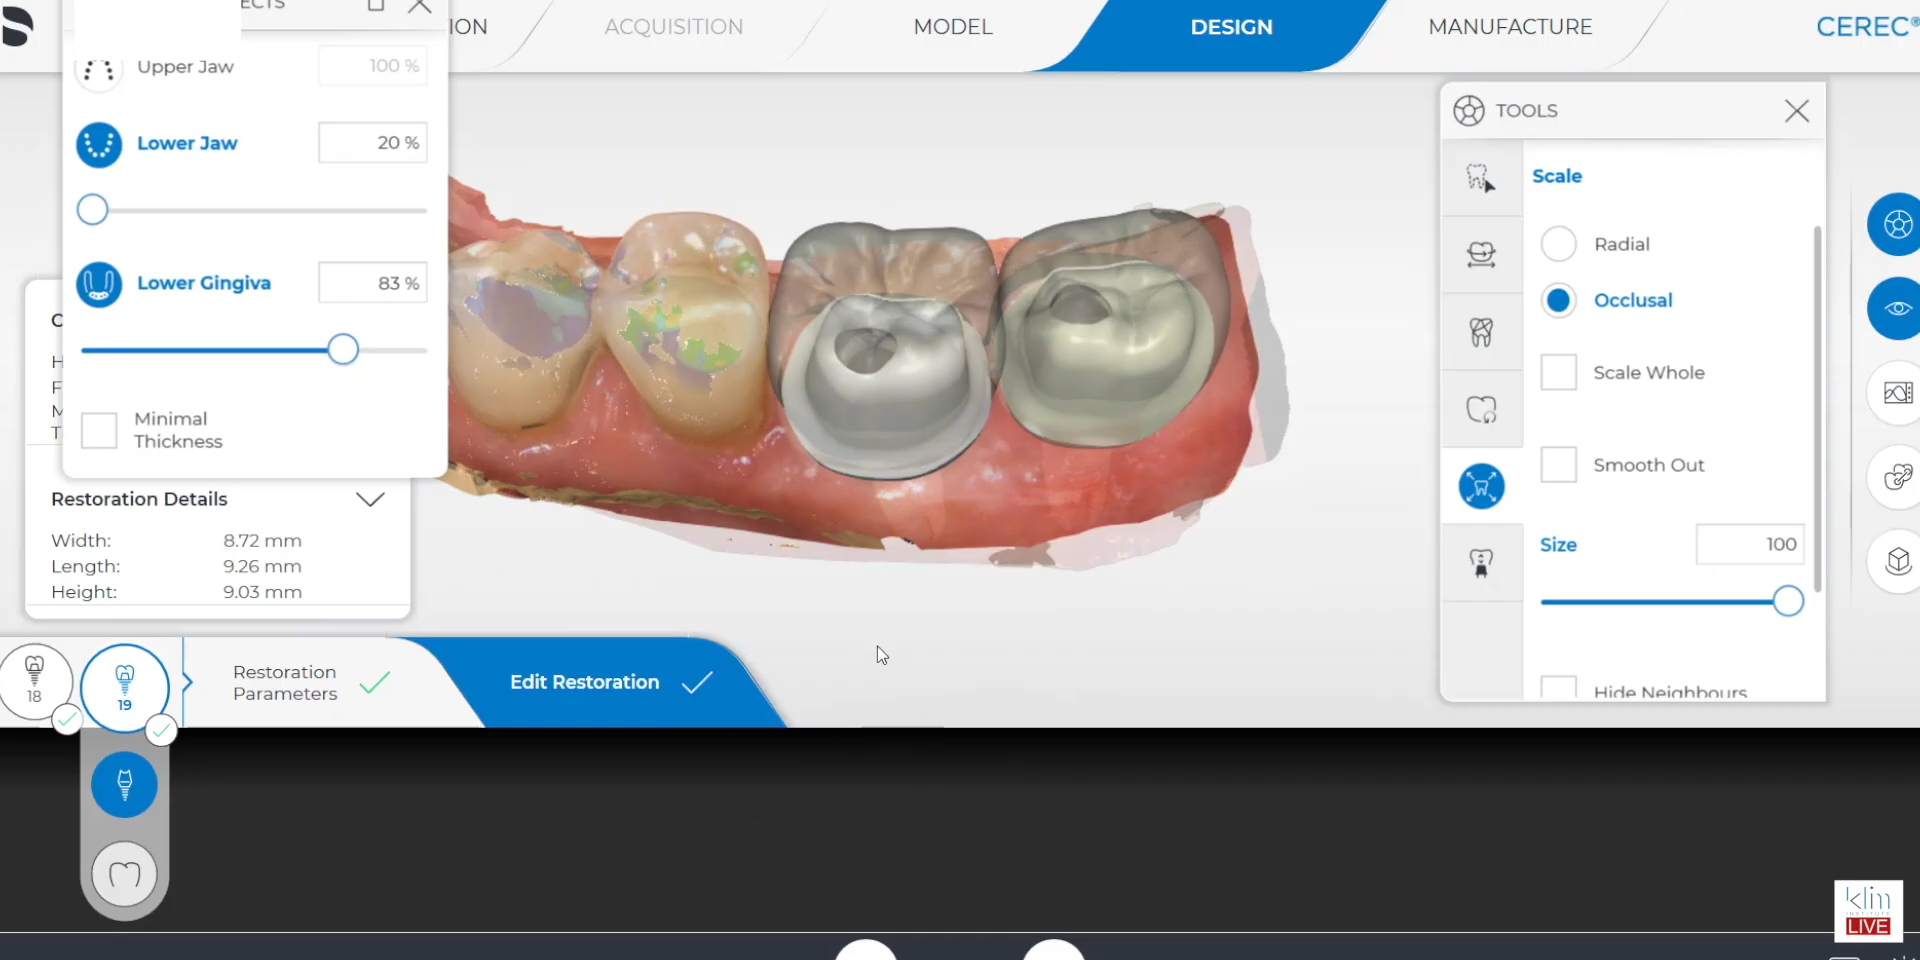 ACQUISITION
MODEL
DESIGN
MANUFACTURE
CEREC®
Upper Jaw
100 %
Lower Jaw
20 %
Lower Gingiva
83 %
Minimal
Thickness
Restoration Details
Width: 8.72 mm
Length: 9.26 mm
Height: 9.03 mm
TOOLS
Scale
Radial
Occlusal
Scale Whole
Smooth Out
Size
100
Hide Neighbours
18
19
Restoration
Parameters
Edit Restoration
klim
INSTITUTE
LIVE